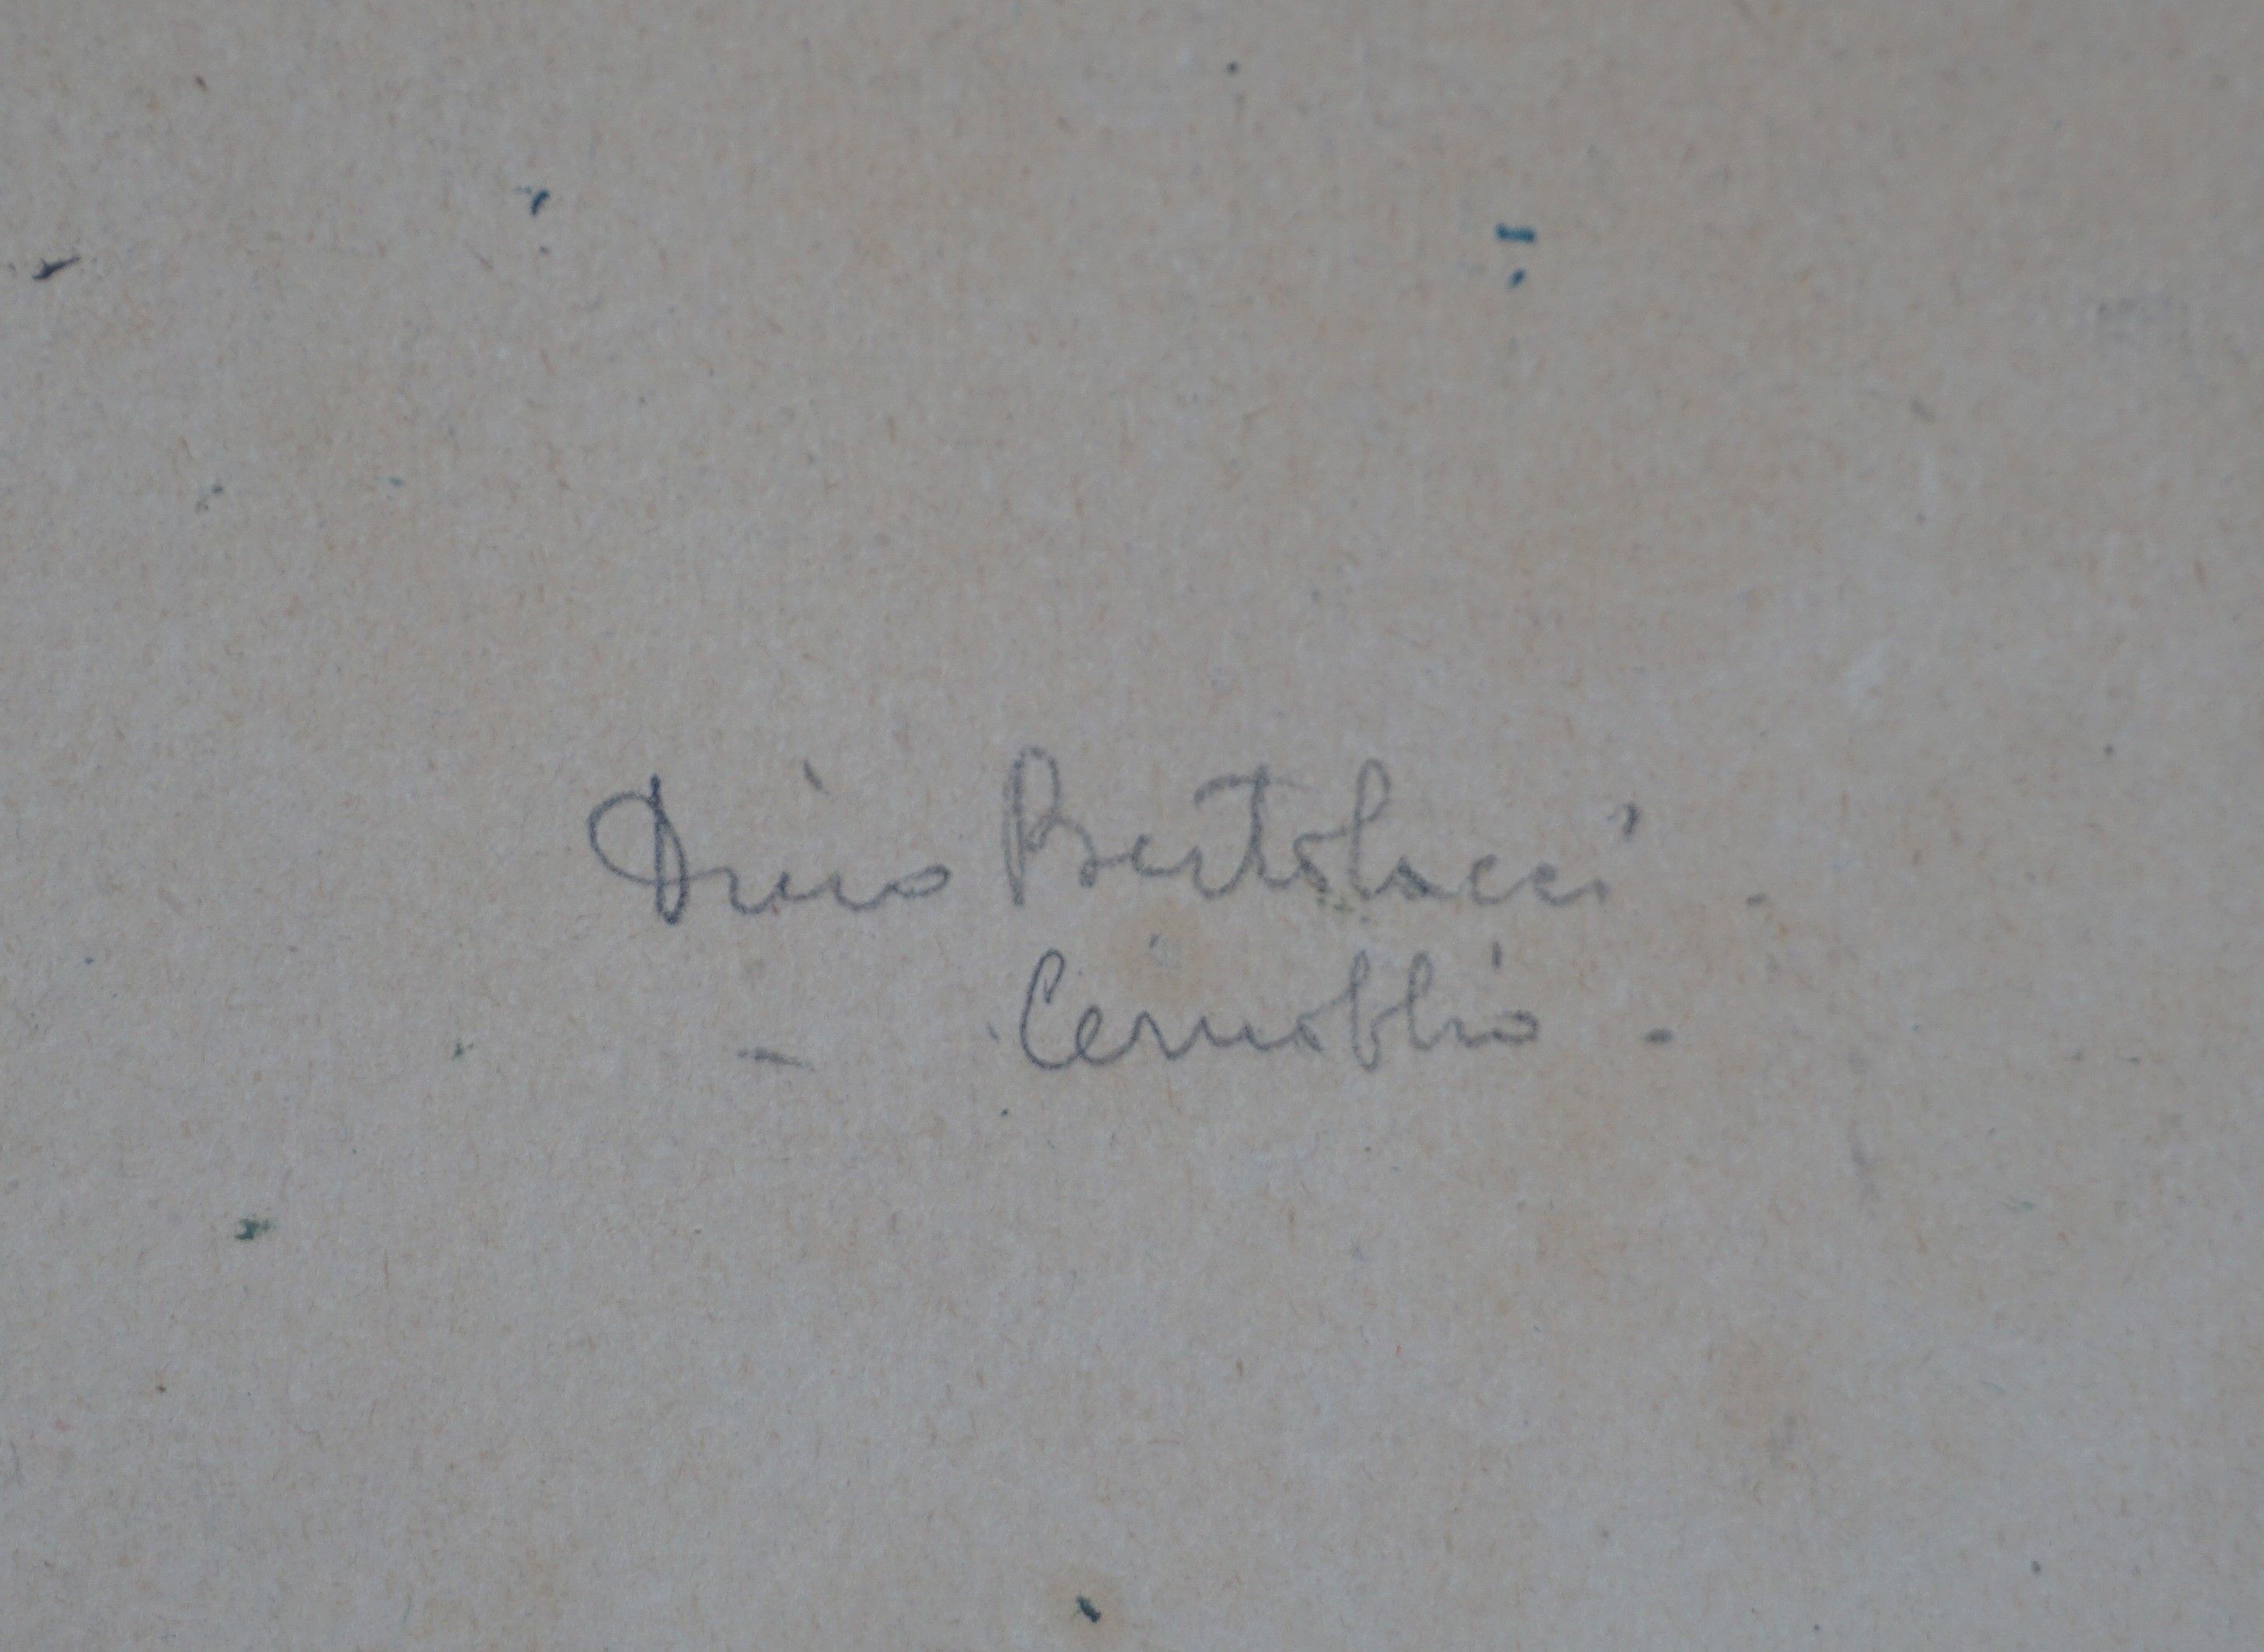 Dino Bertolacci -
- Cernobbio -